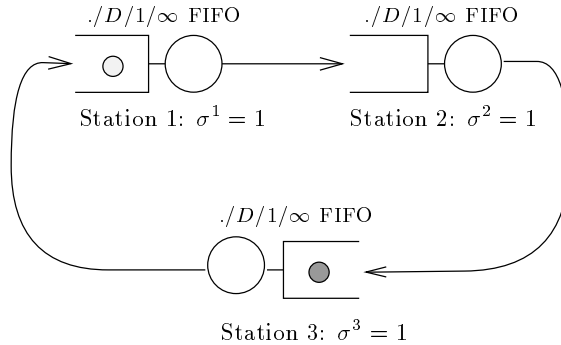 ./D/1/∞ FIFO
./D/1/∞ FIFO
Station 1: σ¹ = 1
Station 2: σ² = 1
./D/1/∞ FIFO
Station 3: σ³ = 1